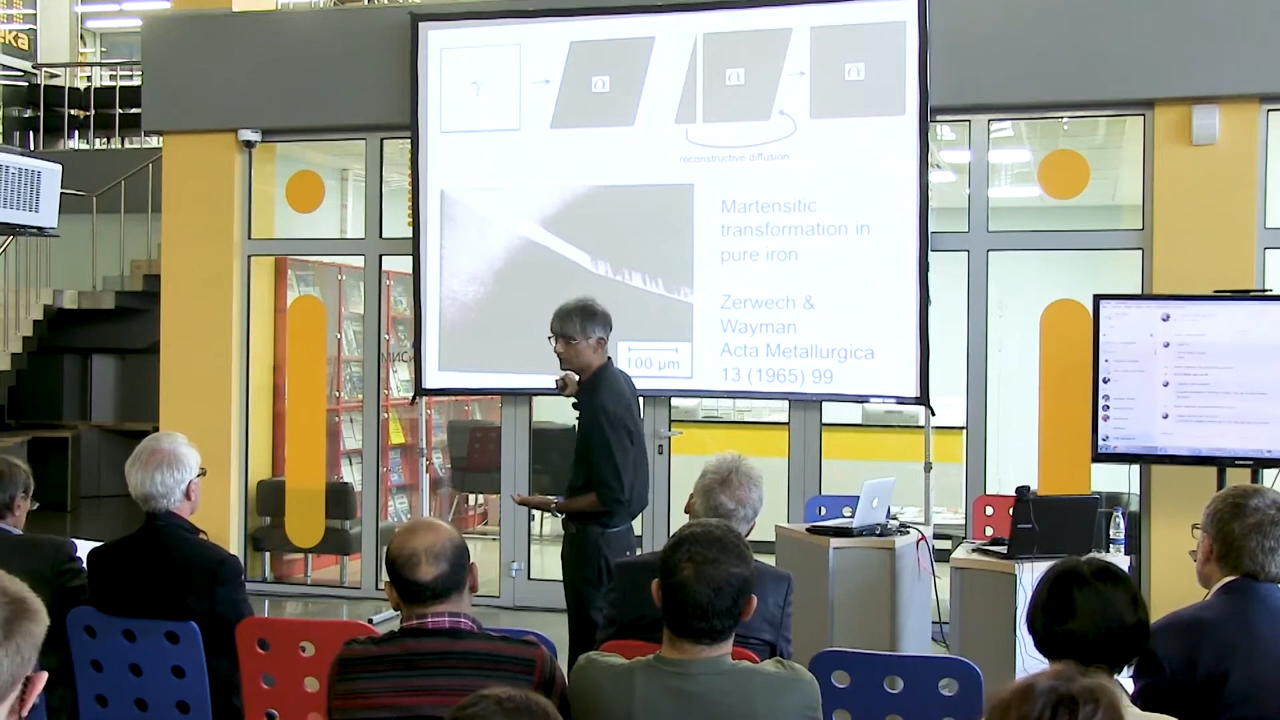 γ
α
α
α
reconstructive diffusion
Martensitic
transformation in
pure iron
Zerwech &
Wayman
Acta Metallurgica
13 (1965) 99
100 µm